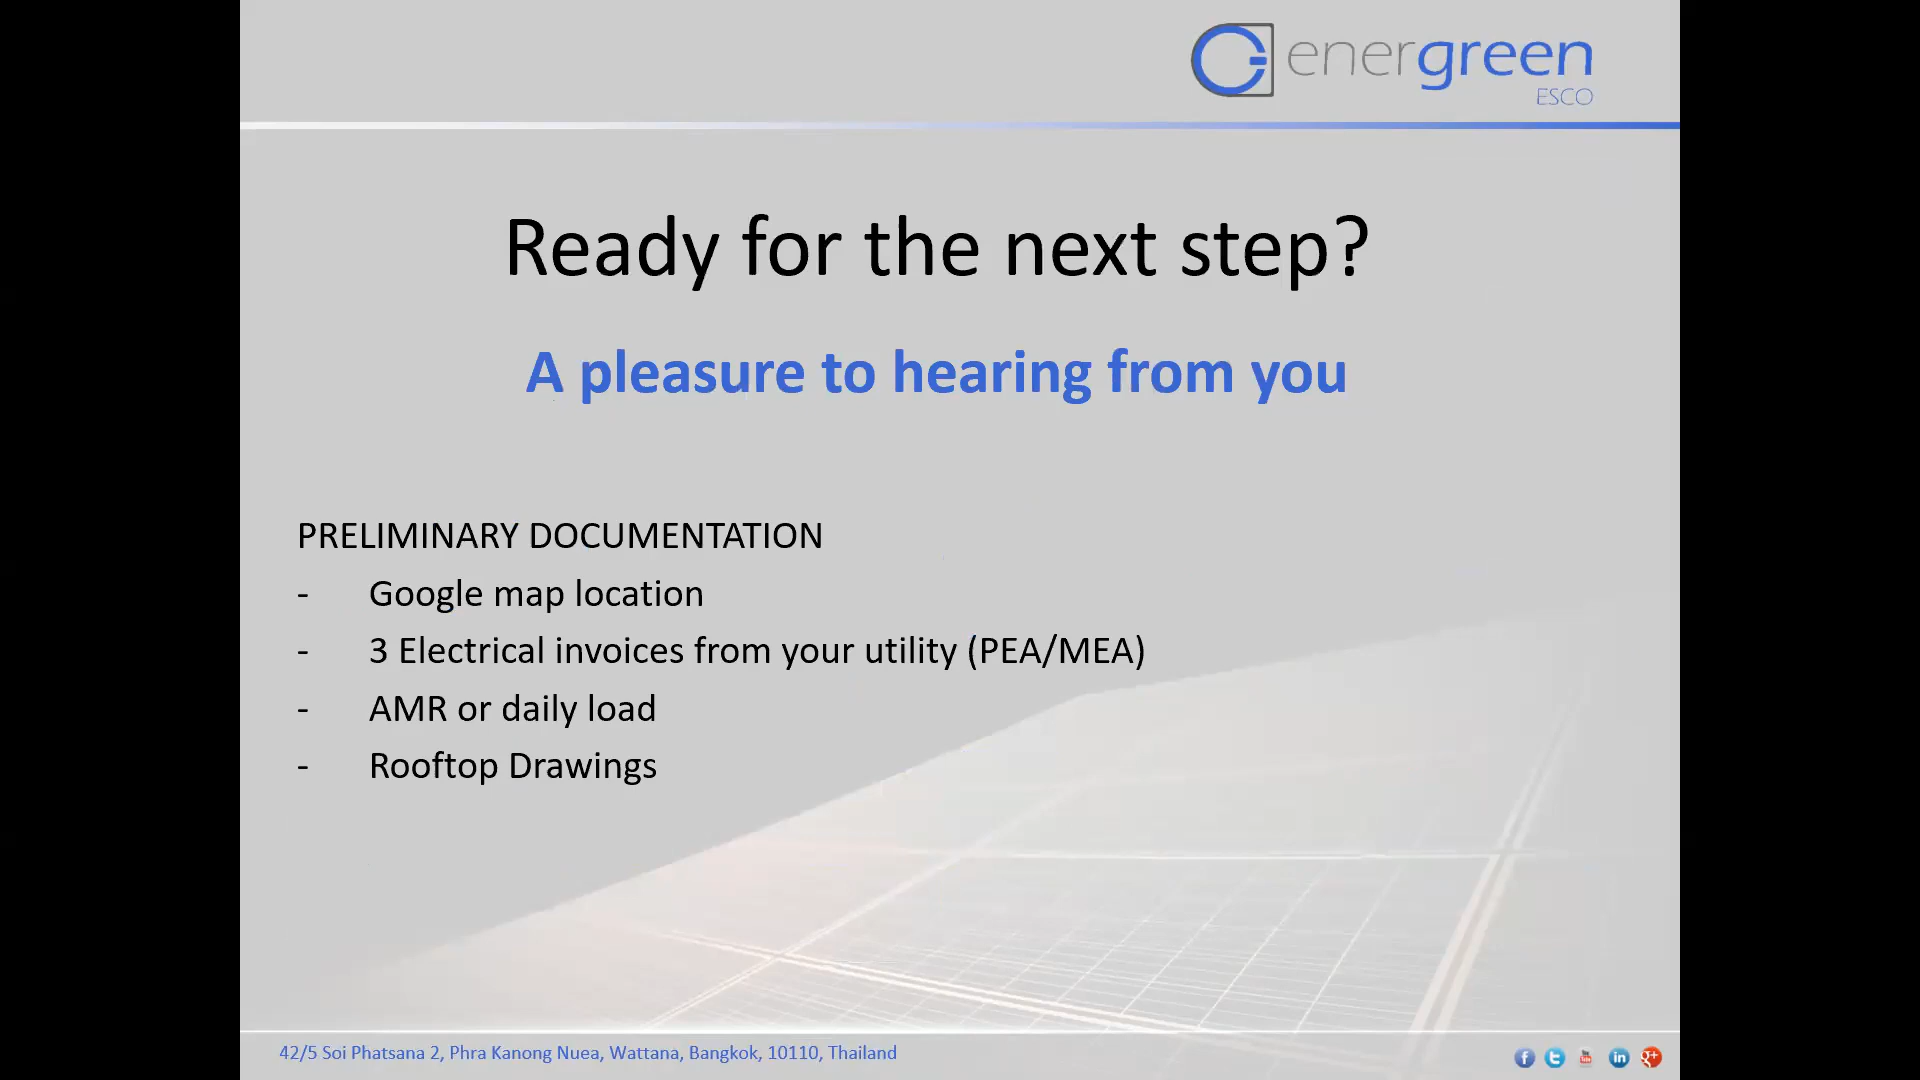 energreen
ESCO
Ready for the next step?
A pleasure to hearing from you
PRELIMINARY DOCUMENTATION
- Google map location
- 3 Electrical invoices from your utility (PEA/MEA)
- AMR or daily load
- Rooftop Drawings
42/5 Soi Phatsana 2, Phra Kanong Nuea, Wattana, Bangkok, 10110, Thailand